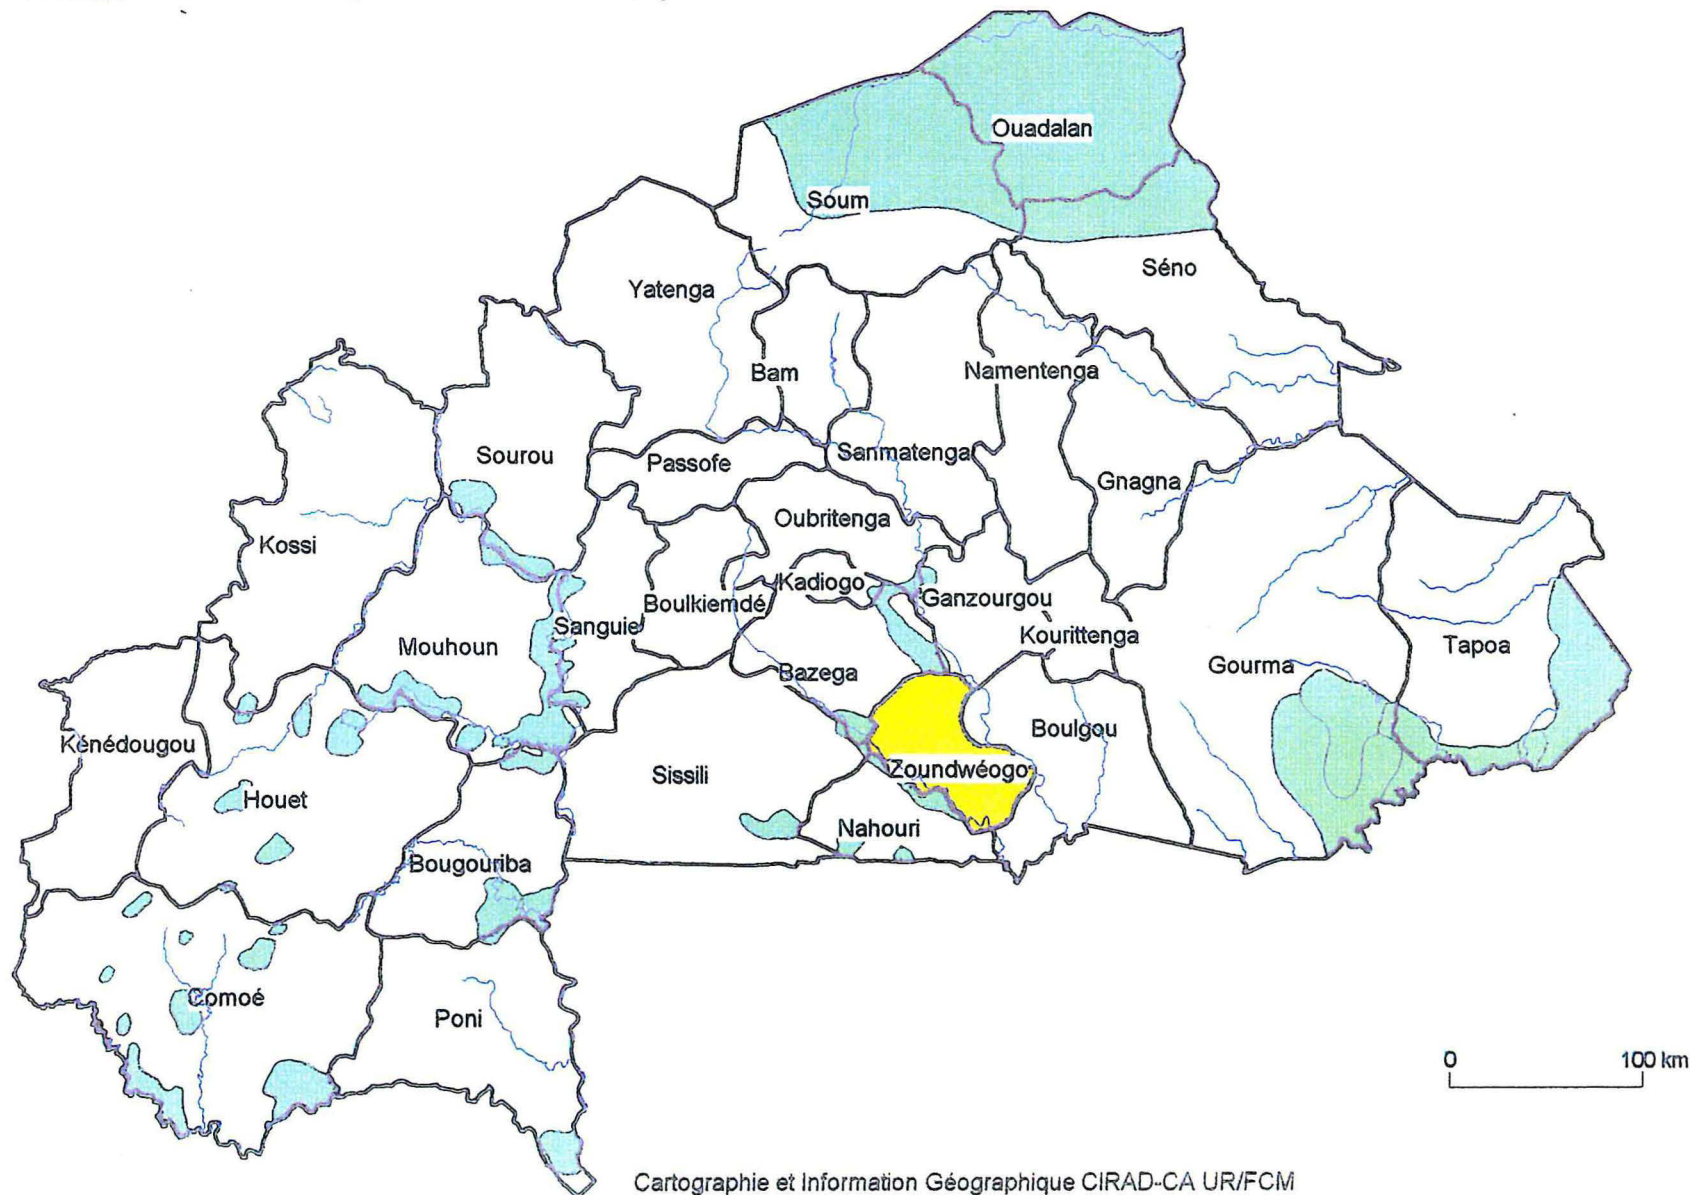 Ouadalan
Soum
Séno
Yatenga
Bam
Namentenga
Sourou
Passofe
Sanmatenga
Gnagna
Oubritenga
Kossi
Kadiogo
Boulkiemdé
Ganzourgou
Sanguie
Kourittenga
Mouhoun
Tapoa
Gourma
Bazega
Boulgou
Kénédougou
Zoundwéogo
Sissili
Houet
Nahouri
Bougouriba
Comoé
Poni
0 100 km
Cartographie et Information Géographique CIRAD-CA UR/FCM